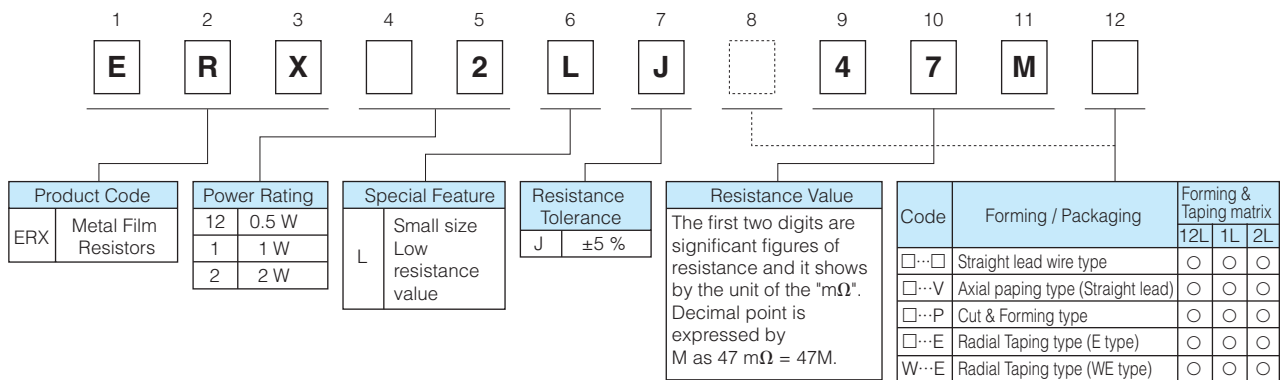 1 2 3 4 5 6 7 8 9 10 11 12
E R X 2 L J 4 7 M
Product Code
ERX Metal Film
Resistors
Power Rating
12 0.5 W
1 1 W
2 2 W
Special Feature
L Small size
Low
resistance
value
Resistance
Tolerance
J ±5 %
Resistance Value
The first two digits are
significant figures of
resistance and it shows
by the unit of the "mΩ".
Decimal point is
expressed by
M as 47 mΩ = 47M.
Code Forming / Packaging Forming &
Taping matrix
12L 1L 2L
□···□ Straight lead wire type ○ ○ ○
□···V Axial paping type (Straight lead) ○ ○ ○
□···P Cut & Forming type ○ ○ ○
□···E Radial Taping type (E type) ○ ○ ○
W···E Radial Taping type (WE type) ○ ○ ○